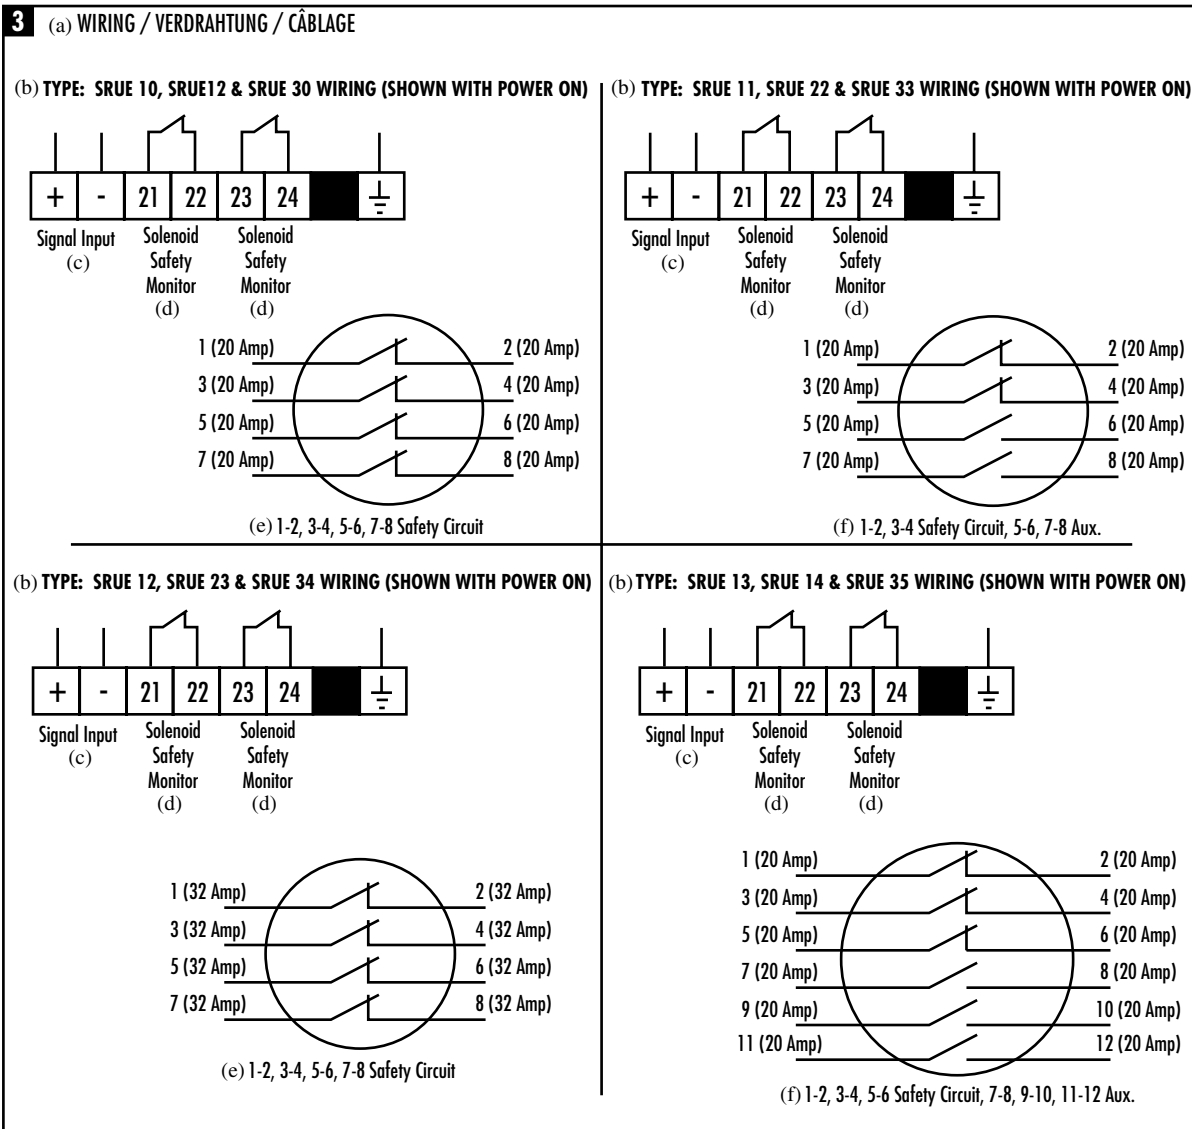 3 (a) WIRING / VERDRAHTUNG / CÂBLAGE
(b) TYPE: SRUE 10, SRUE12 & SRUE 30 WIRING (SHOWN WITH POWER ON)
+ - 21 22 23 24
Signal Input
(c)
Solenoid
Safety
Monitor
(d)
Solenoid
Safety
Monitor
(d)
1 (20 Amp) 2 (20 Amp)
3 (20 Amp) 4 (20 Amp)
5 (20 Amp) 6 (20 Amp)
7 (20 Amp) 8 (20 Amp)
(e) 1-2, 3-4, 5-6, 7-8 Safety Circuit
(b) TYPE: SRUE 11, SRUE 22 & SRUE 33 WIRING (SHOWN WITH POWER ON)
+ - 21 22 23 24
Signal Input
(c)
Solenoid
Safety
Monitor
(d)
Solenoid
Safety
Monitor
(d)
1 (20 Amp) 2 (20 Amp)
3 (20 Amp) 4 (20 Amp)
5 (20 Amp) 6 (20 Amp)
7 (20 Amp) 8 (20 Amp)
(f) 1-2, 3-4 Safety Circuit, 5-6, 7-8 Aux.
(b) TYPE: SRUE 12, SRUE 23 & SRUE 34 WIRING (SHOWN WITH POWER ON)
+ - 21 22 23 24
Signal Input
(c)
Solenoid
Safety
Monitor
(d)
Solenoid
Safety
Monitor
(d)
1 (32 Amp) 2 (32 Amp)
3 (32 Amp) 4 (32 Amp)
5 (32 Amp) 6 (32 Amp)
7 (32 Amp) 8 (32 Amp)
(e) 1-2, 3-4, 5-6, 7-8 Safety Circuit
(b) TYPE: SRUE 13, SRUE 14 & SRUE 35 WIRING (SHOWN WITH POWER ON)
+ - 21 22 23 24
Signal Input
(c)
Solenoid
Safety
Monitor
(d)
Solenoid
Safety
Monitor
(d)
1 (20 Amp) 2 (20 Amp)
3 (20 Amp) 4 (20 Amp)
5 (20 Amp) 6 (20 Amp)
7 (20 Amp) 8 (20 Amp)
9 (20 Amp) 10 (20 Amp)
11 (20 Amp) 12 (20 Amp)
(f) 1-2, 3-4, 5-6 Safety Circuit, 7-8, 9-10, 11-12 Aux.